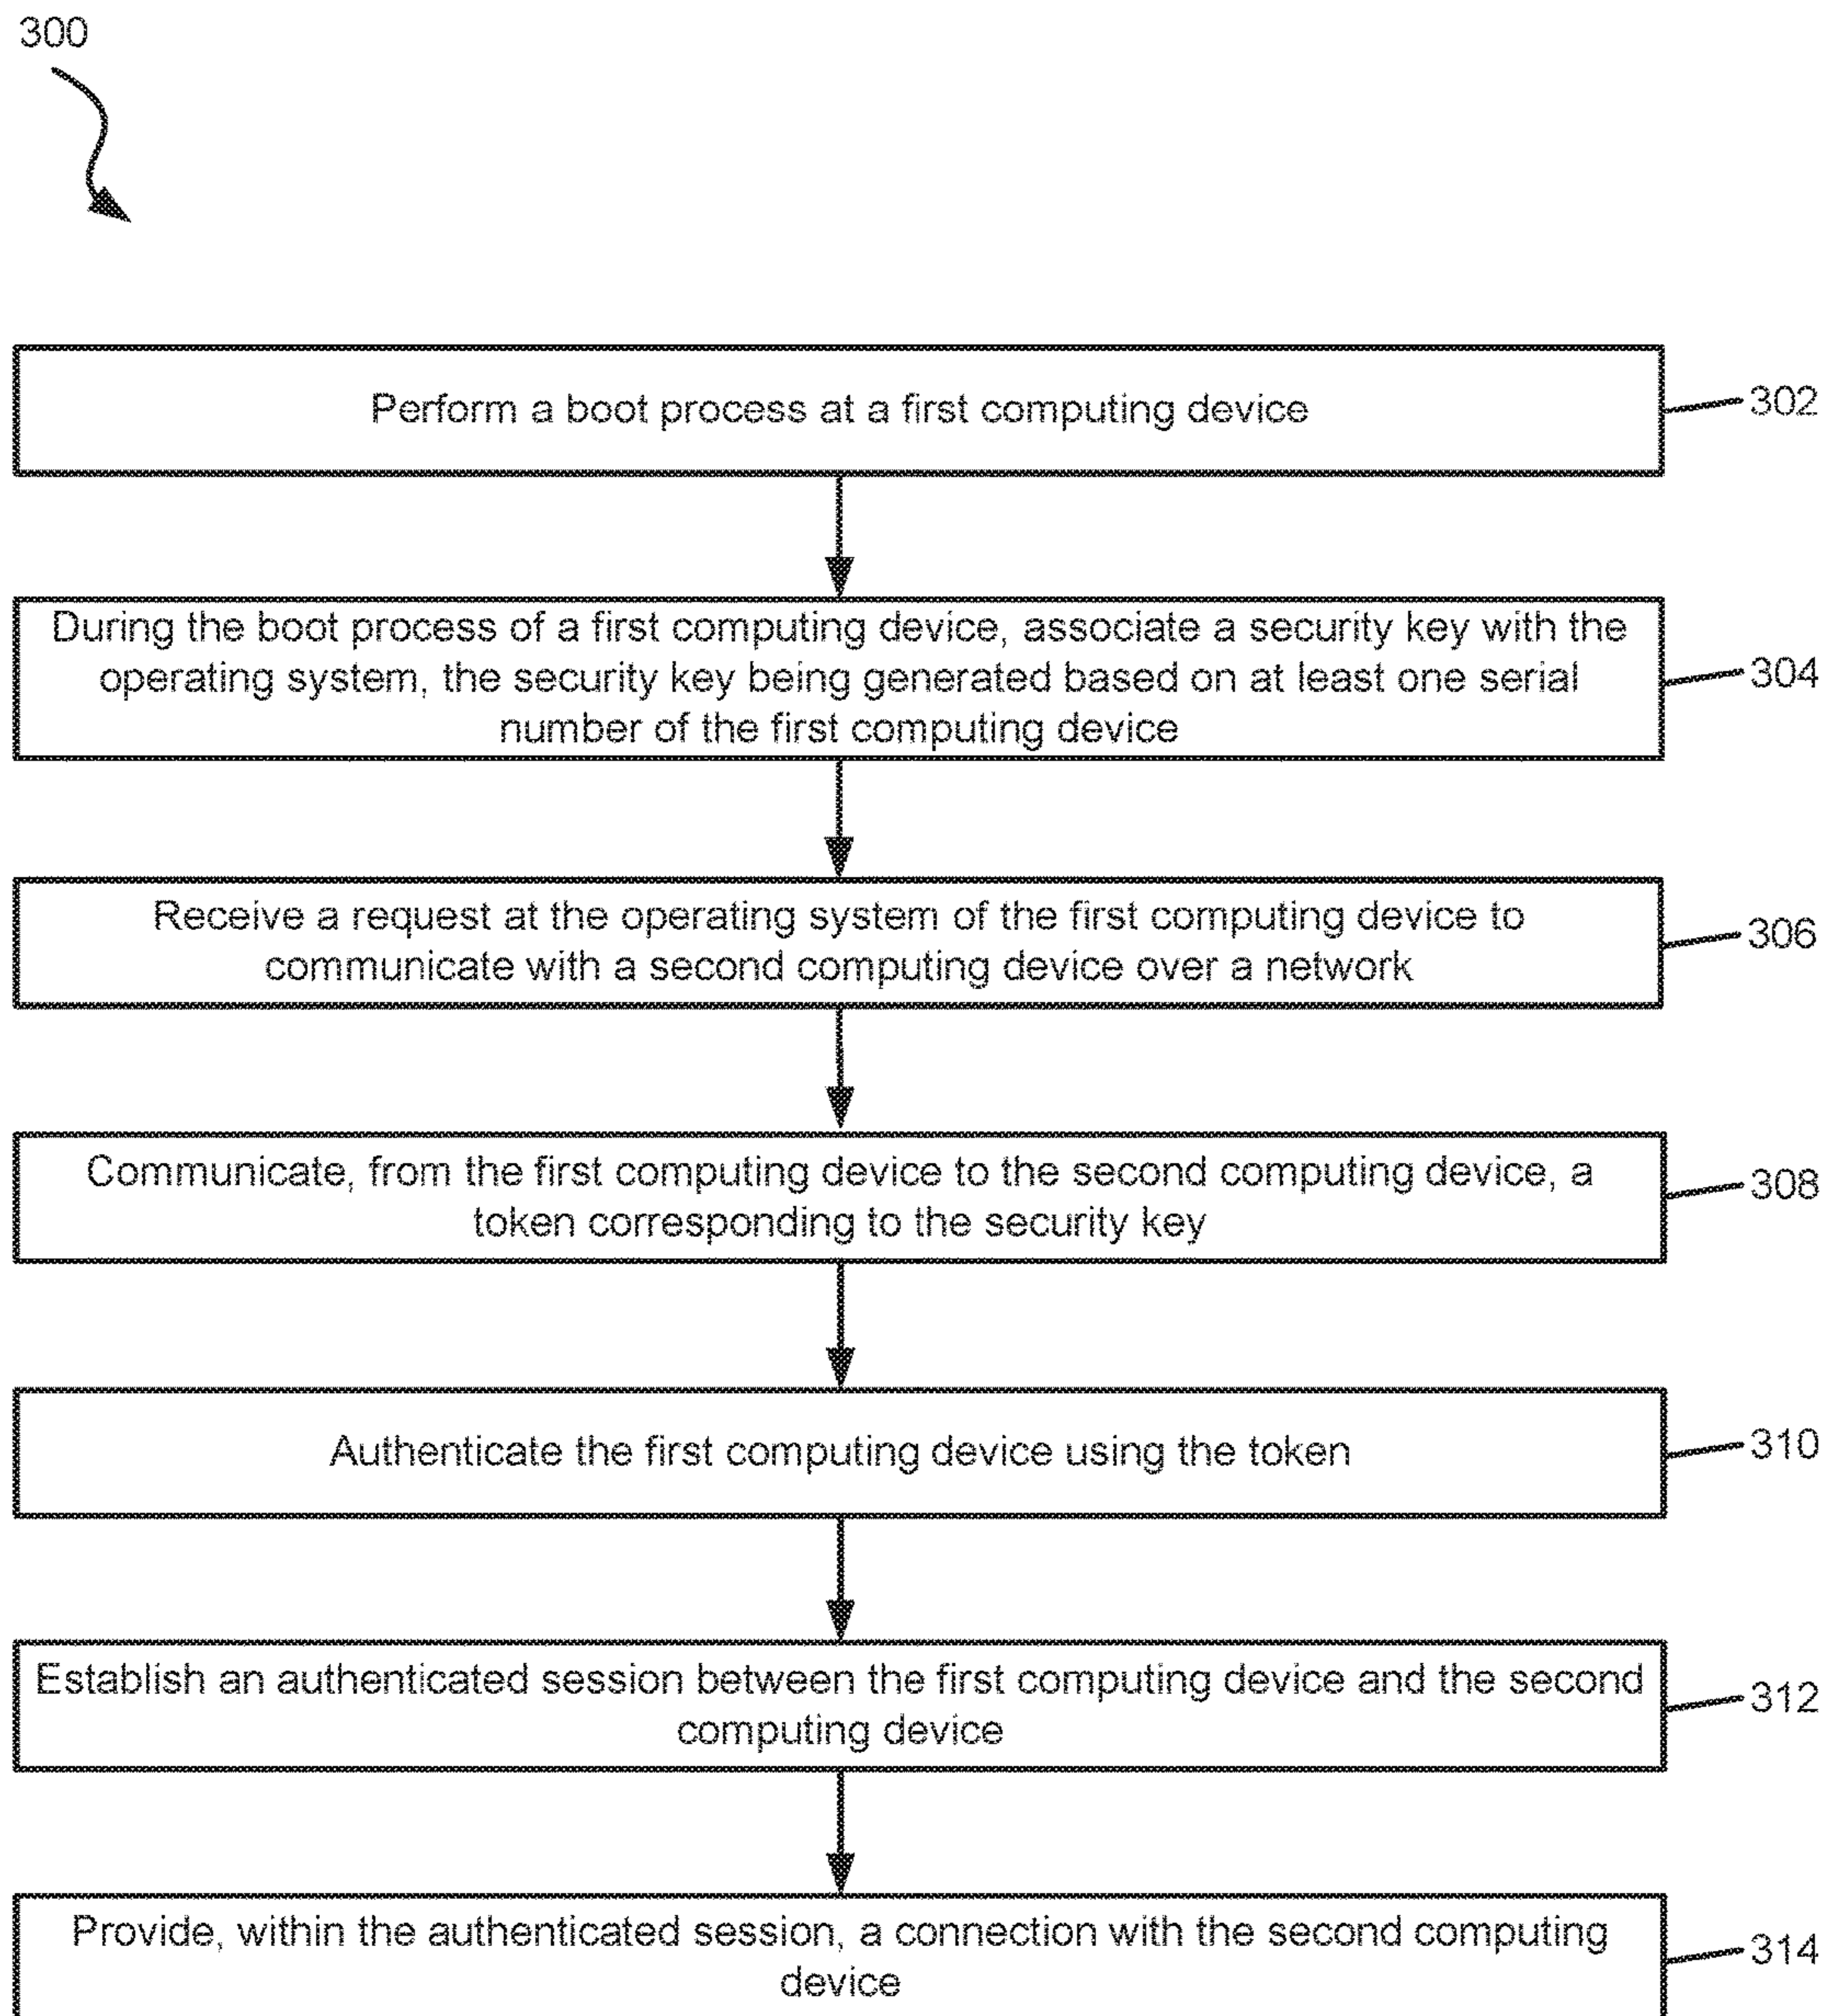 300
Perform a boot process at a first computing device
302
During the boot process of a first computing device, associate a security key with the
operating system, the security key being generated based on at least one serial
number of the first computing device
304
Receive a request at the operating system of the first computing device to
communicate with a second computing device over a network
306
Communicate, from the first computing device to the second computing device, a
token corresponding to the security key
308
Authenticate the first computing device using the token
310
Establish an authenticated session between the first computing device and the second
computing device
312
Provide, within the authenticated session, a connection with the second computing
device
314